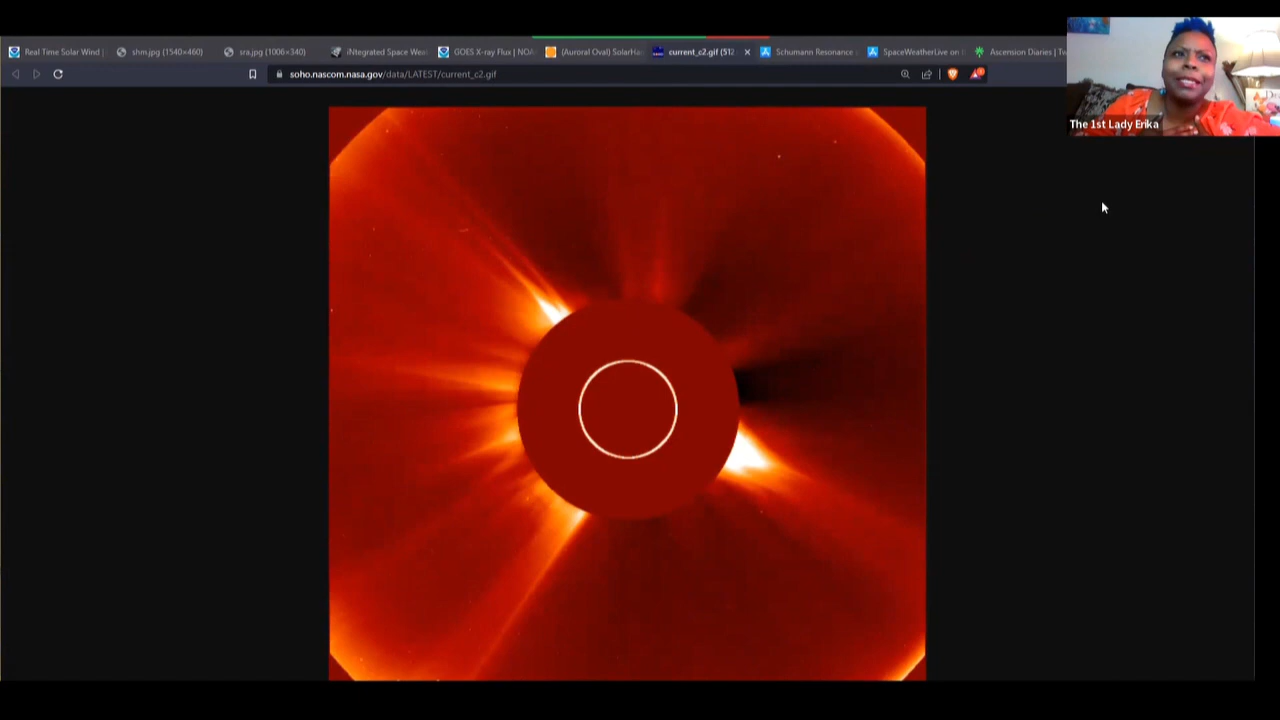 Real Time Solar Wind |
shm.jpg (1540×460)
sra.jpg (1006×340)
iNtegrated Space Wea
GOES X-ray Flux | NOA
(Auroral Oval) SolarHa
current_c2.gif (512
Schumann Resonance
SpaceWeatherLive on t
Ascension Diaries | Tw
soho.nascom.nasa.gov/data/LATEST/current_c2.gif
The 1st Lady Erika